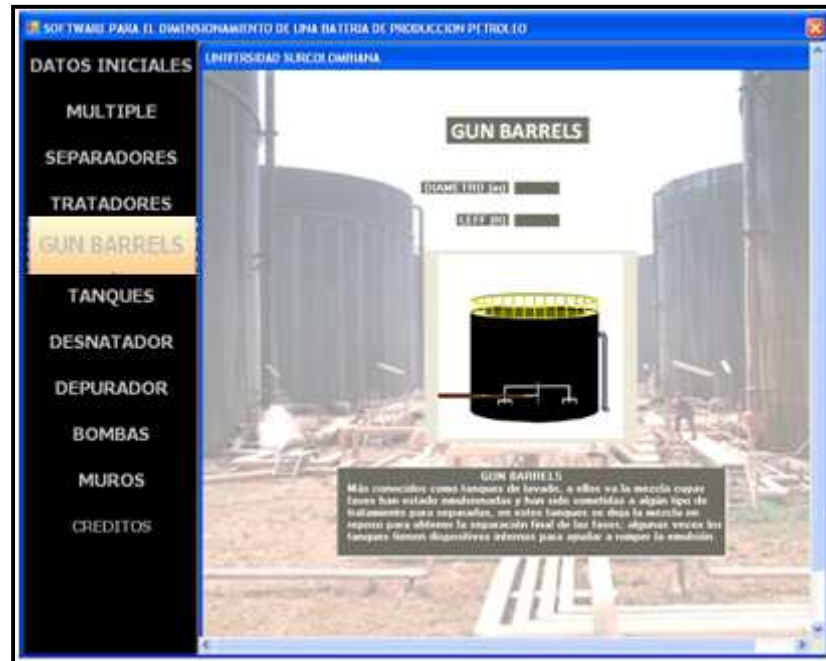 SOFTWARE PARA EL DIMENSIONAMIENTO DE UNA BATERIA DE PRODUCCION PETROLEO
DATOS INICIALES
MULTIPLE
SEPARADORES
TRATADORES
GUN BARRELS
TANQUES
DESNATADOR
DEPURADOR
BOMBAS
MUROS
CREDITOS
UNIVERSIDAD SURCOLOMBIANA
GUN BARRELS
DIAMETRO
GUN BARRELS
Más conocidos como tanques de lavado, a ellos va la mezcla cuyas
fases han estado emulsionadas y han sido sometidas a algún tipo de
tratamiento para separarlas, en estos tanques se deja la mezcla en
reposo para obtener la separación final de las fases, algunas veces los
tanques tienen dispositivos internos para ayudar a romper la emulsión